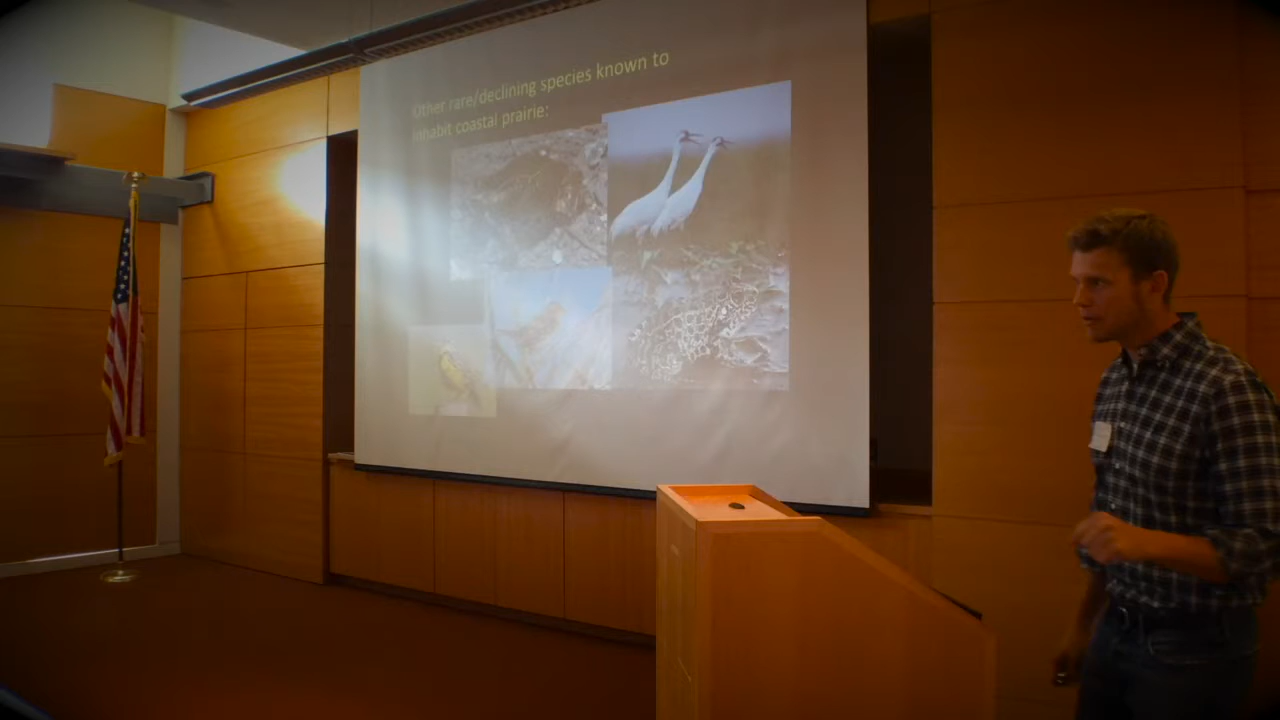 Other rare/declining species known to
inhabit coastal prairie: